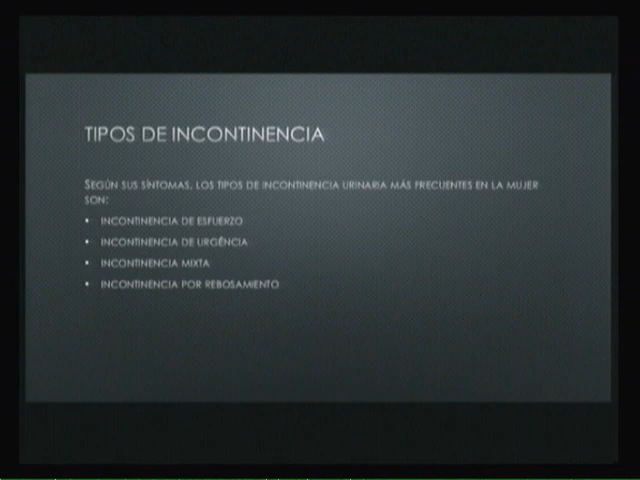 TIPOS DE INCONTINENCIA
SEGÚN SUS SÍNTOMAS, LOS TIPOS DE INCONTINENCIA URINARIA MÁS FRECUENTES EN LA MUJER
SON:
• INCONTINENCIA DE ESFUERZO
• INCONTINENCIA DE URGÊNCIA
• INCONTINENCIA MIXTA
• INCONTINENCIA POR REBOSAMIENTO